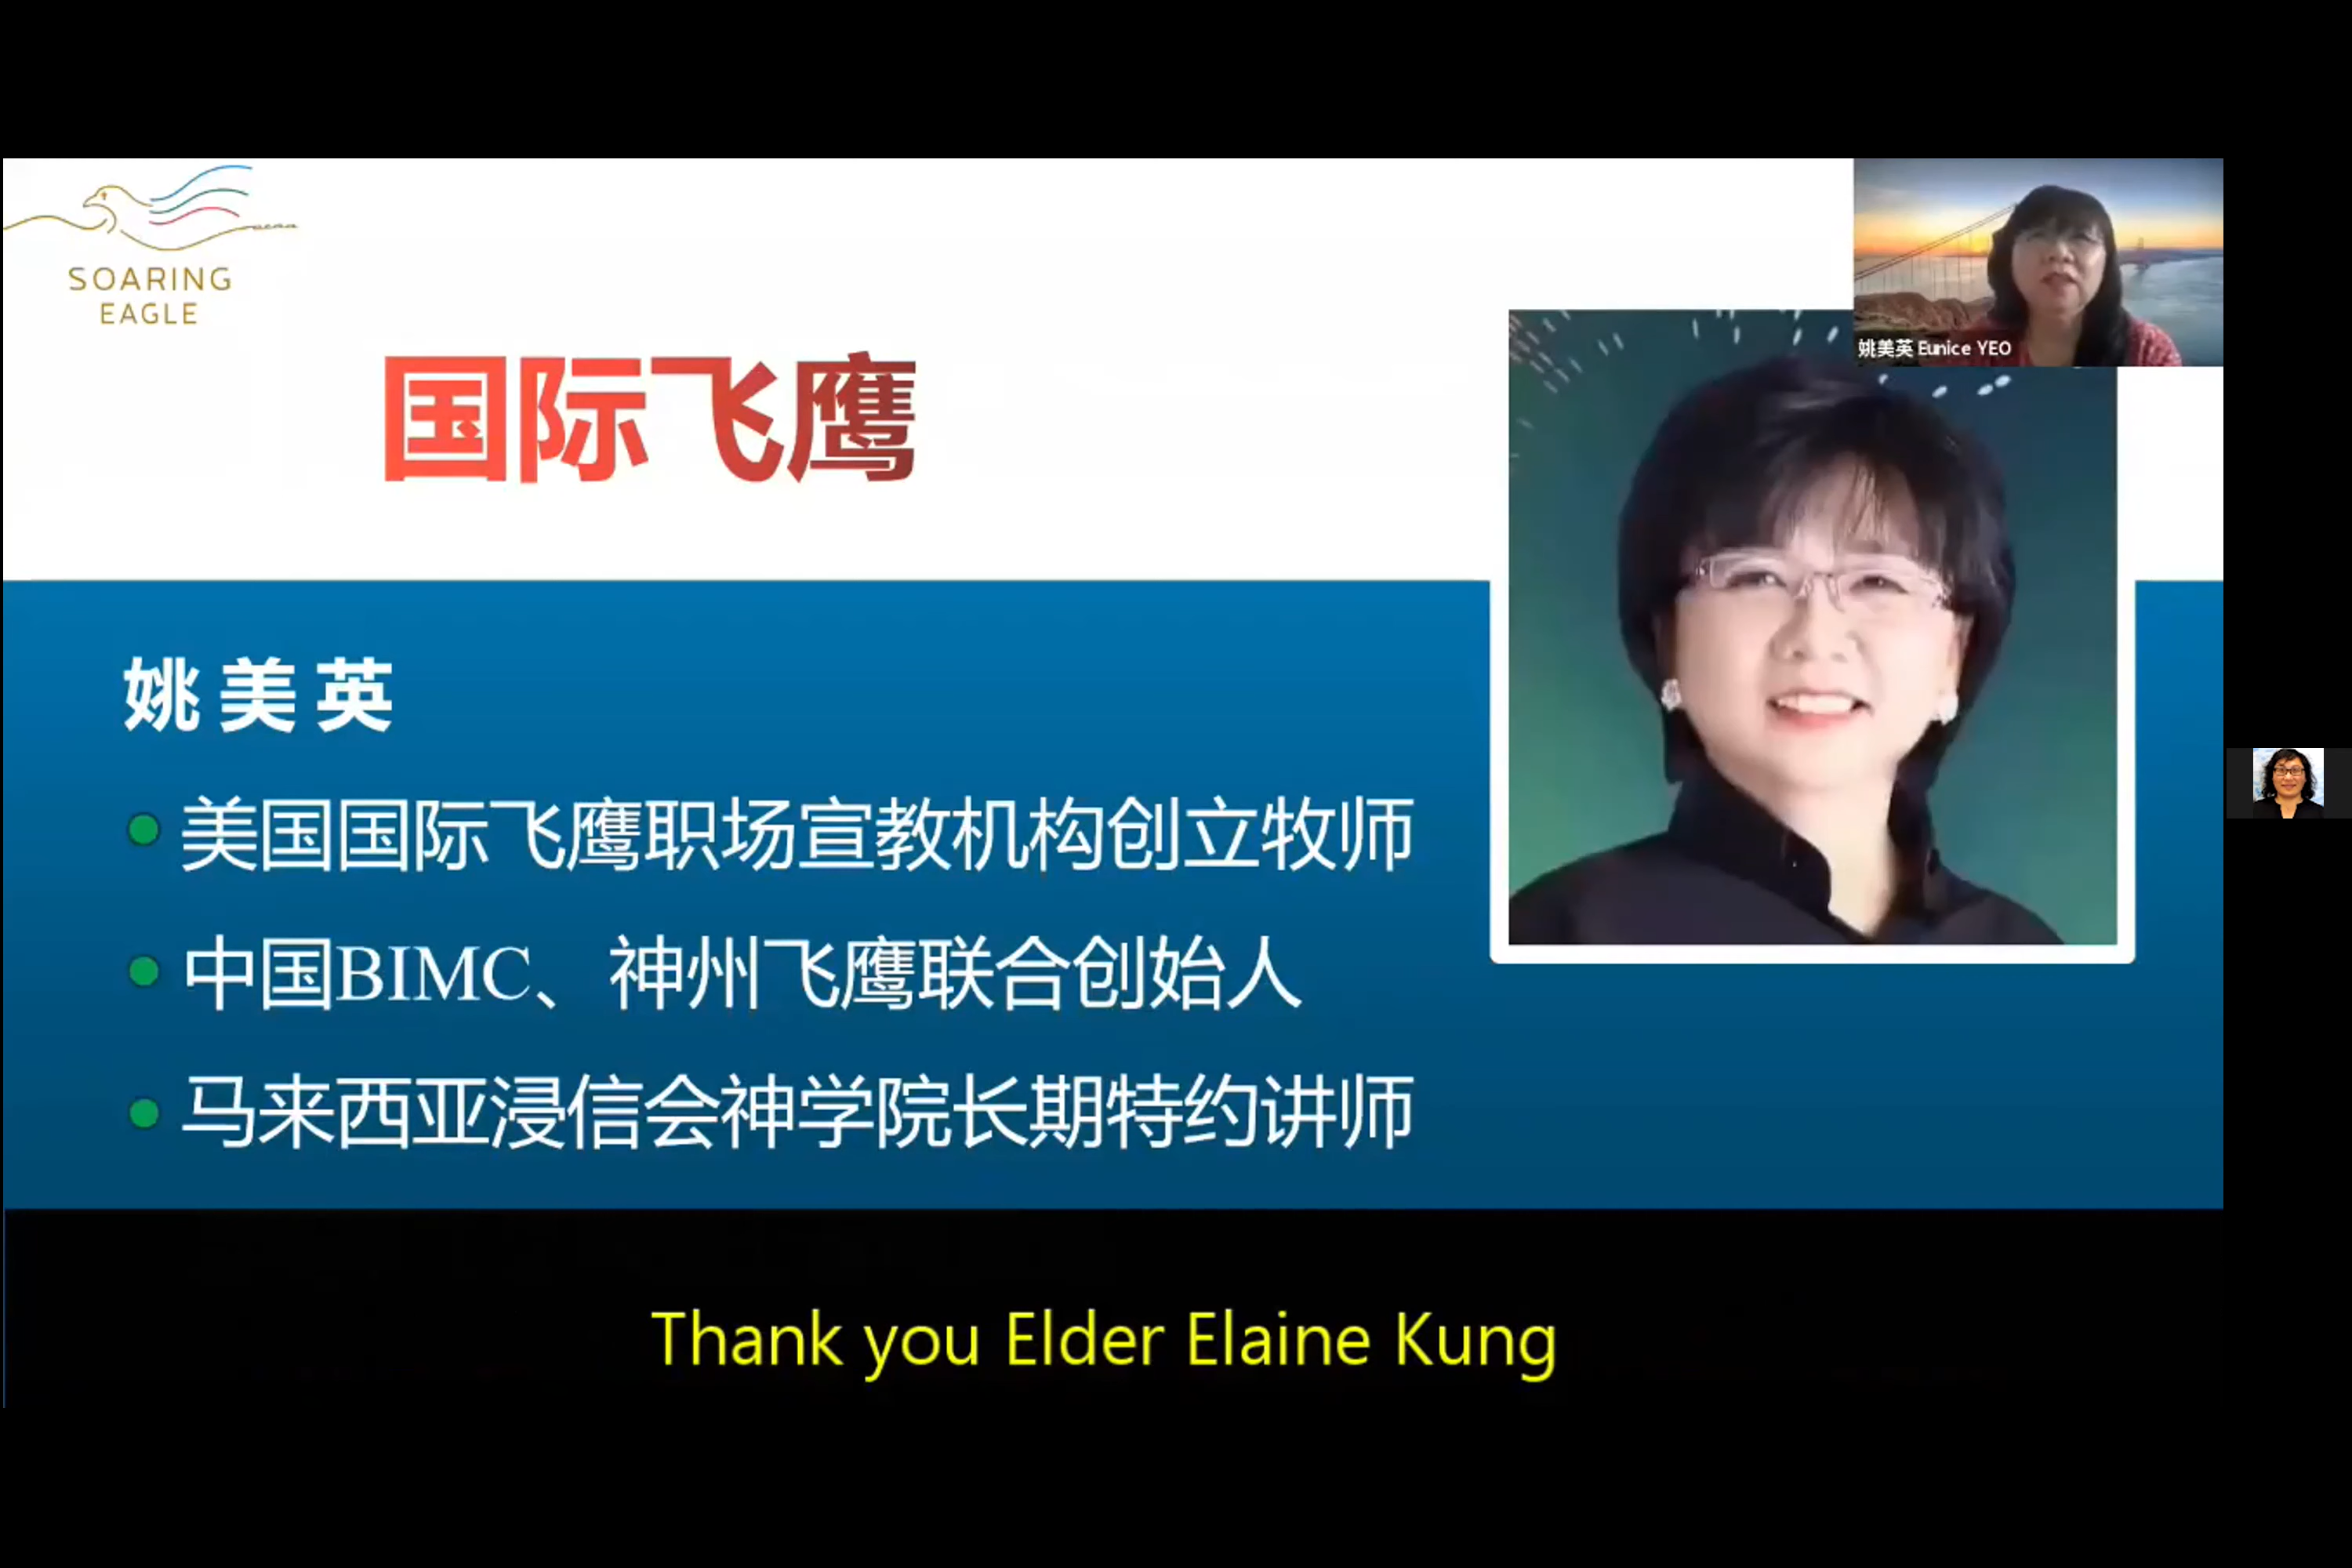 SOARING
EAGLE
国际飞鹰
姚美英 Eunice YEO
姚美英
美国国际飞鹰职场宣教机构创立牧师
中国BIMC、神州飞鹰联合创始人
马来西亚浸信会神学院长期特约讲师
Thank you Elder Elaine Kung